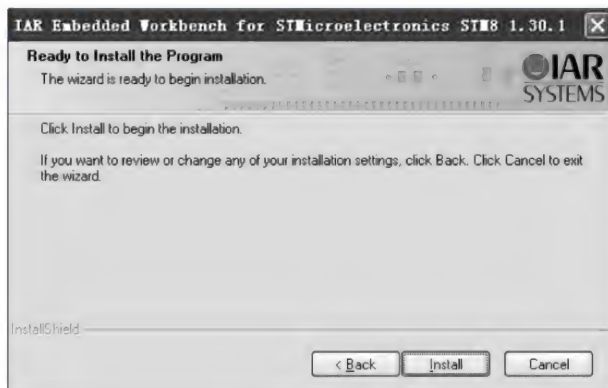 IAR Embedded Workbench for STMicroelectronics STM8 1.30.1
Ready to Install the Program
The wizard is ready to begin installation.
IAR
SYSTEMS
Click Install to begin the installation.
If you want to review or change any of your installation settings, click Back. Click Cancel to exit
the wizard.
InstallShield
< Back
Install
Cancel